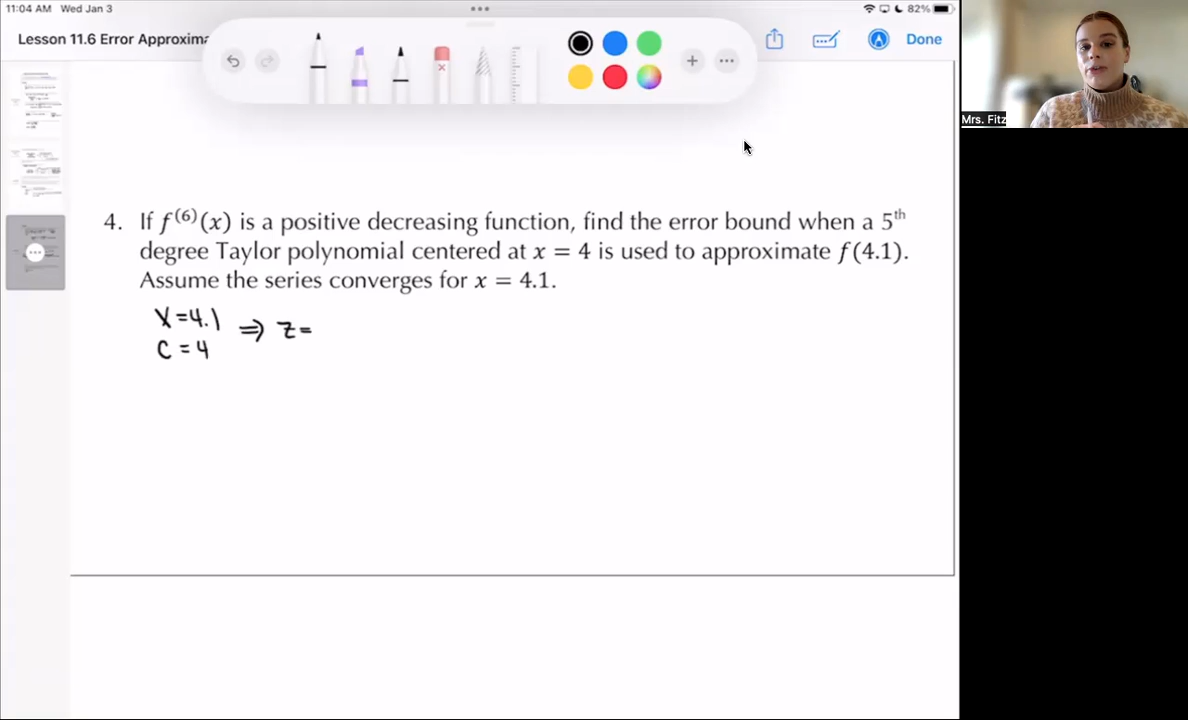 11:04 AM Wed Jan 3
82%
Lesson 11.6 Error Approxima
Done
Mrs. Fitz
4. If f⁽⁶⁾(x) is a positive decreasing function, find the error bound when a 5th
degree Taylor polynomial centered at x = 4 is used to approximate f(4.1).
Assume the series converges for x = 4.1.
x = 4.1
c = 4
⇒ z =